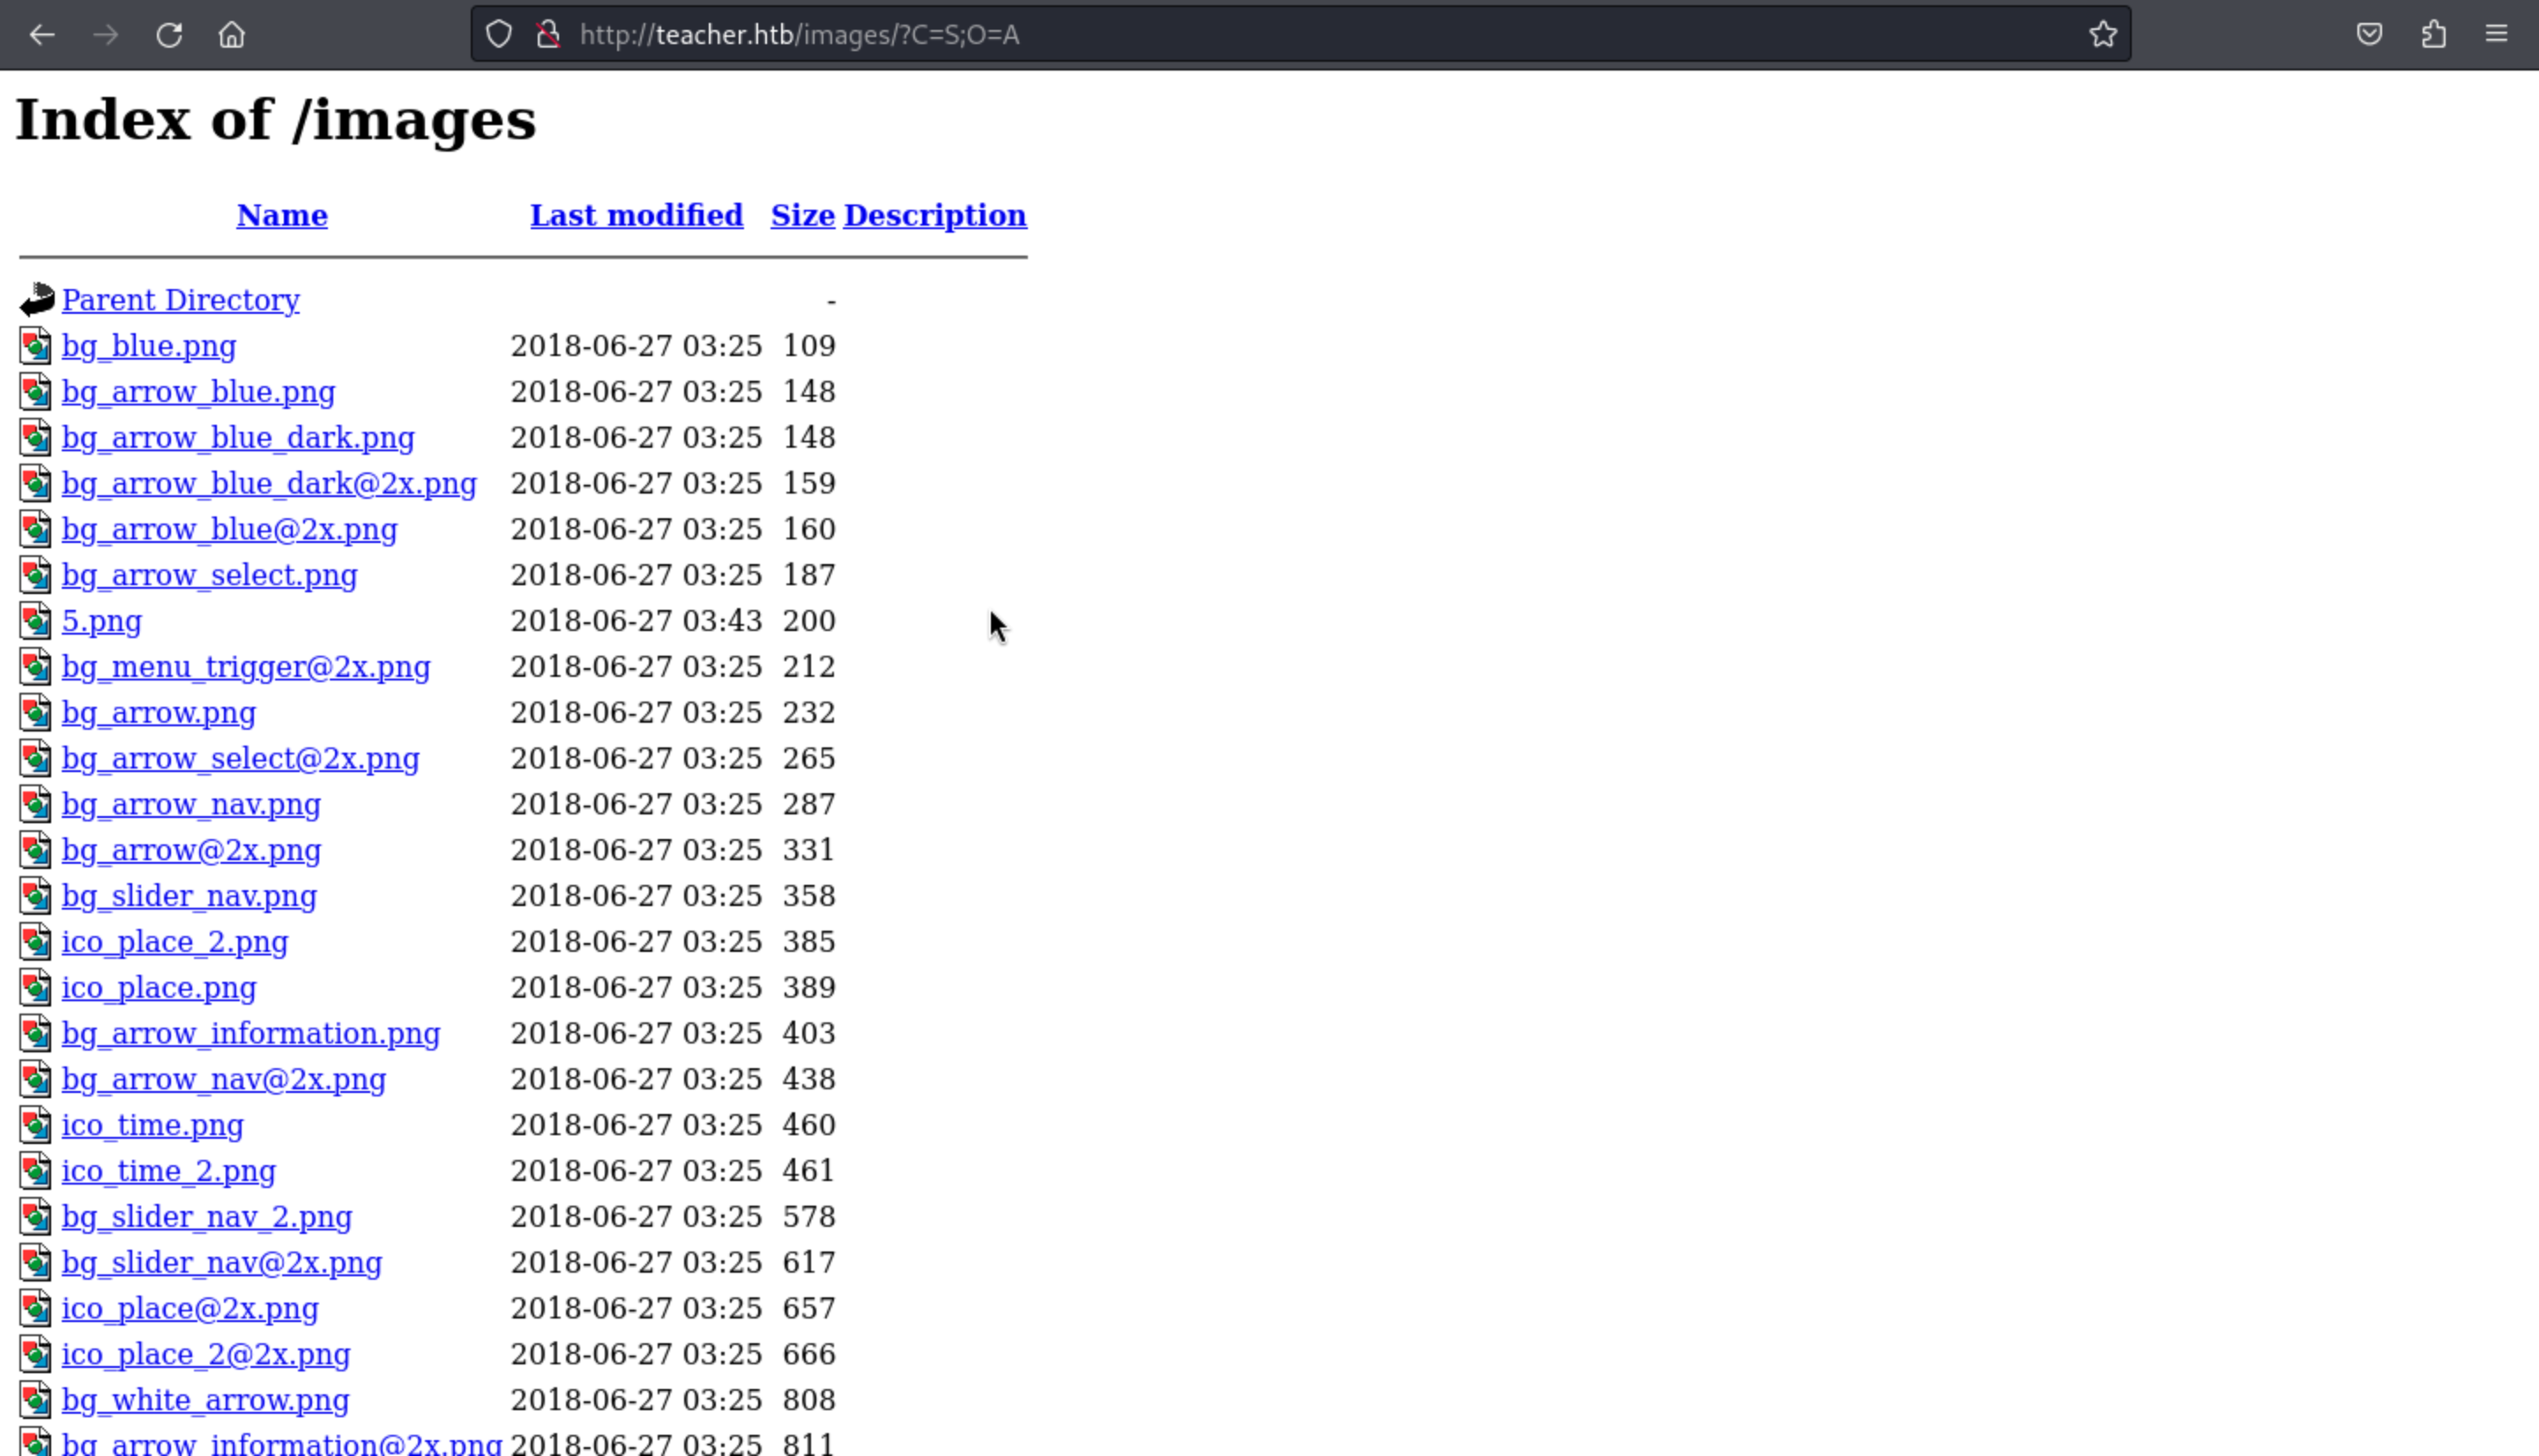 http://teacher.htb/images/?C=S;O=A
Index of /images
Name Last modified Size Description
Parent Directory -
bg_blue.png 2018-06-27 03:25 109
bg_arrow_blue.png 2018-06-27 03:25 148
bg_arrow_blue_dark.png 2018-06-27 03:25 148
bg_arrow_blue_dark@2x.png 2018-06-27 03:25 159
bg_arrow_blue@2x.png 2018-06-27 03:25 160
bg_arrow_select.png 2018-06-27 03:25 187
5.png 2018-06-27 03:43 200
bg_menu_trigger@2x.png 2018-06-27 03:25 212
bg_arrow.png 2018-06-27 03:25 232
bg_arrow_select@2x.png 2018-06-27 03:25 265
bg_arrow_nav.png 2018-06-27 03:25 287
bg_arrow@2x.png 2018-06-27 03:25 331
bg_slider_nav.png 2018-06-27 03:25 358
ico_place_2.png 2018-06-27 03:25 385
ico_place.png 2018-06-27 03:25 389
bg_arrow_information.png 2018-06-27 03:25 403
bg_arrow_nav@2x.png 2018-06-27 03:25 438
ico_time.png 2018-06-27 03:25 460
ico_time_2.png 2018-06-27 03:25 461
bg_slider_nav_2.png 2018-06-27 03:25 578
bg_slider_nav@2x.png 2018-06-27 03:25 617
ico_place@2x.png 2018-06-27 03:25 657
ico_place_2@2x.png 2018-06-27 03:25 666
bg_white_arrow.png 2018-06-27 03:25 808
bg_arrow_information@2x.png 2018-06-27 03:25 811